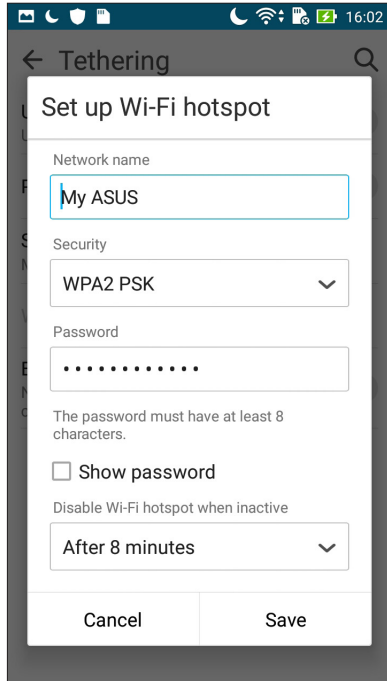 16:02
Tethering
Set up Wi-Fi hotspot
Network name
My ASUS
Security
WPA2 PSK
Password
••••••••••••
The password must have at least 8
characters.
Show password
Disable Wi-Fi hotspot when inactive
After 8 minutes
Cancel
Save